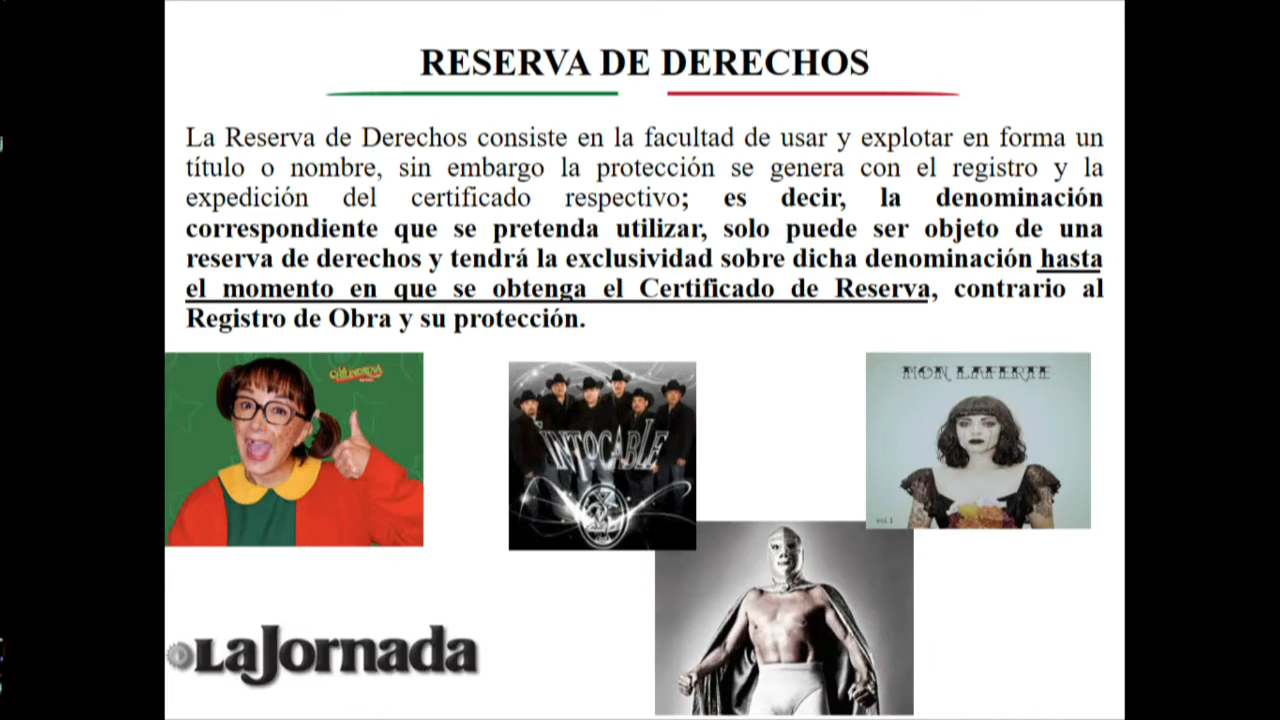 RESERVA DE DERECHOS
La Reserva de Derechos consiste en la facultad de usar y explotar en forma un
título o nombre, sin embargo la protección se genera con el registro y la
expedición del certificado respectivo; es decir, la denominación
correspondiente que se pretenda utilizar, solo puede ser objeto de una
reserva de derechos y tendrá la exclusividad sobre dicha denominación hasta
el momento en que se obtenga el Certificado de Reserva, contrario al
Registro de Obra y su protección.
INTOCABLE
MON LAFERTE
vol.1
La Jornada